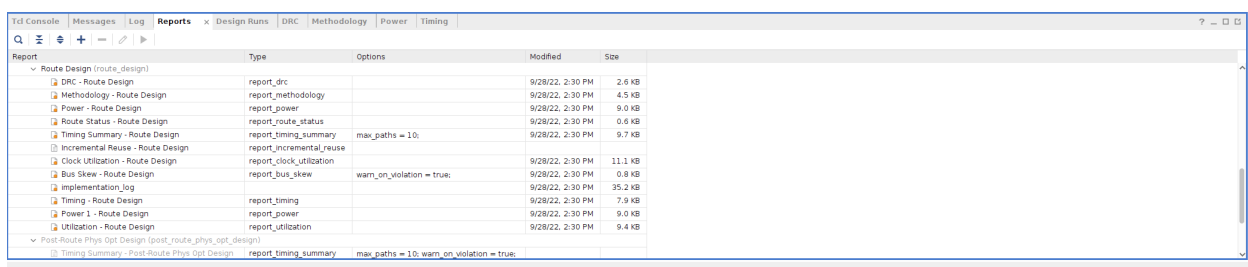 Tcl Console Messages Log Reports × Design Runs DRC Methodology Power Timing ? _
Report Type Options Modified Size
Route Design (route_design)
DRC - Route Design report_drc 9/28/22, 2:30 PM 2.6 KB
Methodology - Route Design report_methodology 9/28/22, 2:30 PM 4.5 KB
Power - Route Design report_power 9/28/22, 2:30 PM 9.0 KB
Route Status - Route Design report_route_status 9/28/22, 2:30 PM 0.6 KB
Timing Summary - Route Design report_timing_summary max_paths = 10; 9/28/22, 2:30 PM 9.7 KB
Incremental Reuse - Route Design report_incremental_reuse
Clock Utilization - Route Design report_clock_utilization 9/28/22, 2:30 PM 11.1 KB
Bus Skew - Route Design report_bus_skew warn_on_violation = true; 9/28/22, 2:30 PM 0.8 KB
implementation_log 9/28/22, 2:30 PM 35.2 KB
Timing - Route Design report_timing 9/28/22, 2:30 PM 7.9 KB
Power 1 - Route Design report_power 9/28/22, 2:30 PM 9.0 KB
Utilization - Route Design report_utilization 9/28/22, 2:30 PM 9.4 KB
Post-Route Phys Opt Design (post_route_phys_opt_design)
Timing Summary - Post-Route Phys Opt Design report_timing_summary max_paths = 10; warn_on_violation = true;